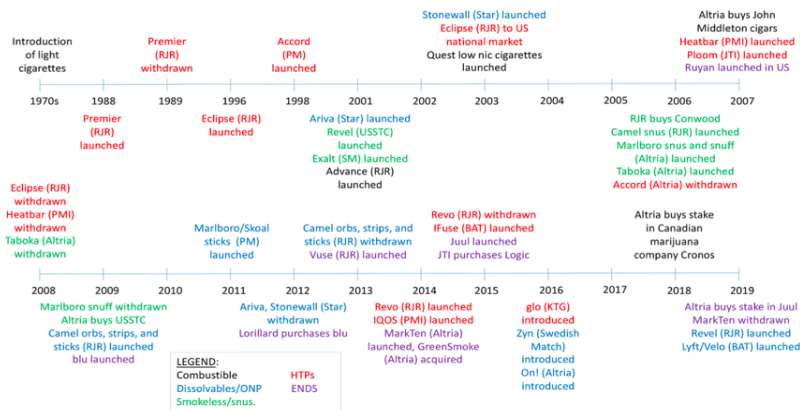 Introduction
of light
cigarettes
Premier
(RJR)
withdrawn
Accord
(PM)
launched
Stonewall (Star) launched
Eclipse (RJR) to US
national market
Quest low nic cigarettes
launched
Altria buys John
Middleton cigars
Heatbar (PMI) launched
Ploom (JTI) launched
Ruyan launched in US
1970s 1988 1989 1996 1998 2001 2002 2003 2004 2005 2006 2007
Premier
(RJR)
launched
Eclipse (RJR)
launched
Ariva (Star) launched
Revel (USSTC)
launched
Exalt (SM) launched
Advance (RJR)
launched
RJR buys Conwood
Camel snus (RJR) launched
Marlboro snus and snuff
(Altria) launched
Taboka (Altria) launched
Accord (Altria) withdrawn
Eclipse (RJR)
withdrawn
Heatbar (PMI)
withdrawn
Taboka (Altria)
withdrawn
Marlboro/Skoal
sticks (PM)
launched
Camel orbs, strips, and
sticks (RJR) withdrawn
Vuse (RJR) launched
Revo (RJR) withdrawn
IFuse (BAT) launched
Juul launched
JTI purchases Logic
Altria buys stake
in Canadian
marijuana
company Cronos
2008 2009 2010 2011 2012 2013 2014 2015 2016 2017 2018 2019
Marlboro snuff withdrawn
Altria buys USSTC
Camel orbs, strips, and
sticks (RJR) launched
blu launched
Ariva, Stonewall (Star)
withdrawn
Lorillard purchases blu
Revo (RJR) launched
IQOS (PMI) launched
MarkTen (Altria)
launched, GreenSmoke
(Altria) acquired
glo (KTG)
introduced
Zyn (Swedish
Match)
introduced
On! (Altria)
introduced
Altria buys stake in Juul
MarkTen withdrawn
Revel (RJR) launched
Lyft/Velo (BAT) launched
LEGEND:
Combustible HTPs
Dissolvables/ONP ENDS
Smokeless/snus.